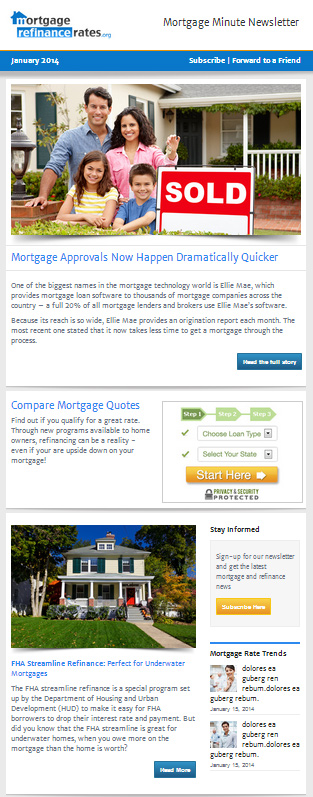 mortgage
refinancerates.org
Mortgage Minute Newsletter
January 2014
Subscribe | Forward to a Friend
SOLD
Mortgage Approvals Now Happen Dramatically Quicker
One of the biggest names in the mortgage technology world is Ellie Mae, which
provides mortgage loan software to thousands of mortgage companies across the
country – a full 20% of all mortgage lenders and brokers use Ellie Mae's software.
Because its reach is so wide, Ellie Mae provides an origination report each month. The
most recent one stated that it now takes less time to get a mortgage through the
process.
Read the full story
Compare Mortgage Quotes
Find out if you qualify for a great rate.
Through new programs available to home
owners, refinancing can be a reality -
even if your are upside down on your
mortgage!
Step 1
Step 2
Step 3
Choose Loan Type
Select Your State
Start Here
PRIVACY & SECURITY
PROTECTED
FHA Streamline Refinance: Perfect for Underwater
Mortgages
The FHA streamline refinance is a special program set
up by the Department of Housing and Urban
Development (HUD) to make it easy for FHA
borrowers to drop their interest rate and payment. But
did you know that the FHA streamline is great for
underwater homes, when you owe more on the
mortgage than the home is worth?
Read More
Stay Informed
Sign-up for our newsletter
and get the latest
mortgage and refinance
news
Subscribe Here
Mortgage Rate Trends
dolores ea
guberg ren
rebum.dolores ea
guberg rebum.
January 15, 2014
dolores ea
guberg ren
rebum.dolores ea
guberg rebum.
January 15, 2014